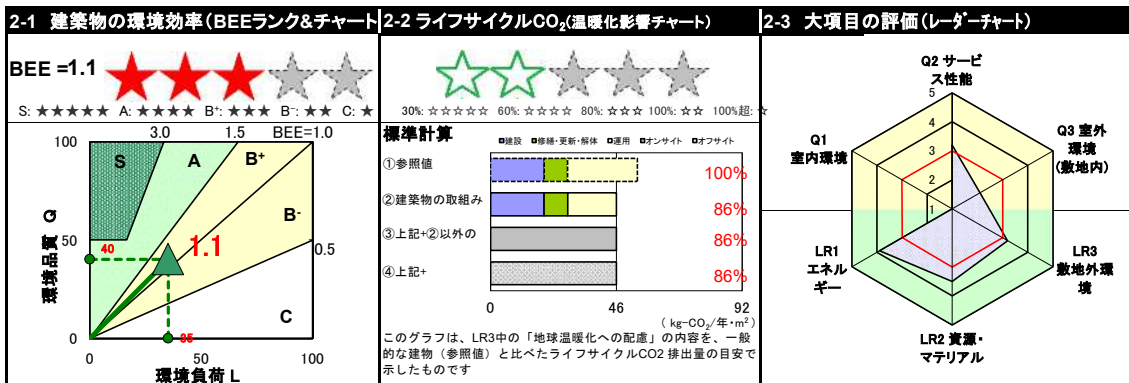 2-1 建築物の環境効率(BEEランク&チャート
BEE =1.1
S: ★★★★★ A: ★★★★ B⁺: ★★★ B⁻: ★★ C: ★
3.0 1.5 BEE=1.0
100
S
A
B⁺
B⁻
50
40
1.1
0.5
C
環境品質 Q
0
35
0 50 100
環境負荷 L
2-2 ライフサイクルCO₂(温暖化影響チャート)
30%: ☆☆☆☆☆ 60%: ☆☆☆☆ 80%: ☆☆☆ 100%: ☆☆ 100%超: ☆
標準計算
建設 修繕・更新・解体 運用 オンサイト オフサイト
①参照値 100%
②建築物の取組み 86%
③上記+②以外の 86%
④上記+ 86%
0 46 92
( kg-CO₂/年・m²)
このグラフは、LR3中の「地球温暖化への配慮」の内容を、一般
的な建物(参照値)と比べたライフサイクルCO2 排出量の目安で
示したものです
2-3 大項目の評価(レーダーチャート)
Q2 サービ
ス性能
5
4
3
2
1
Q1
室内環境
Q3 室外
環境
(敷地内)
LR1
エネル
ギー
LR3
敷地外環
境
LR2 資源・
マテリアル